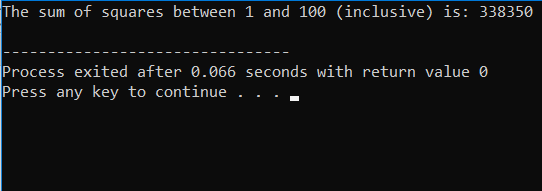 The sum of squares between 1 and 100 (inclusive) is: 338350
--------------------------------
Process exited after 0.066 seconds with return value 0
Press any key to continue . . .